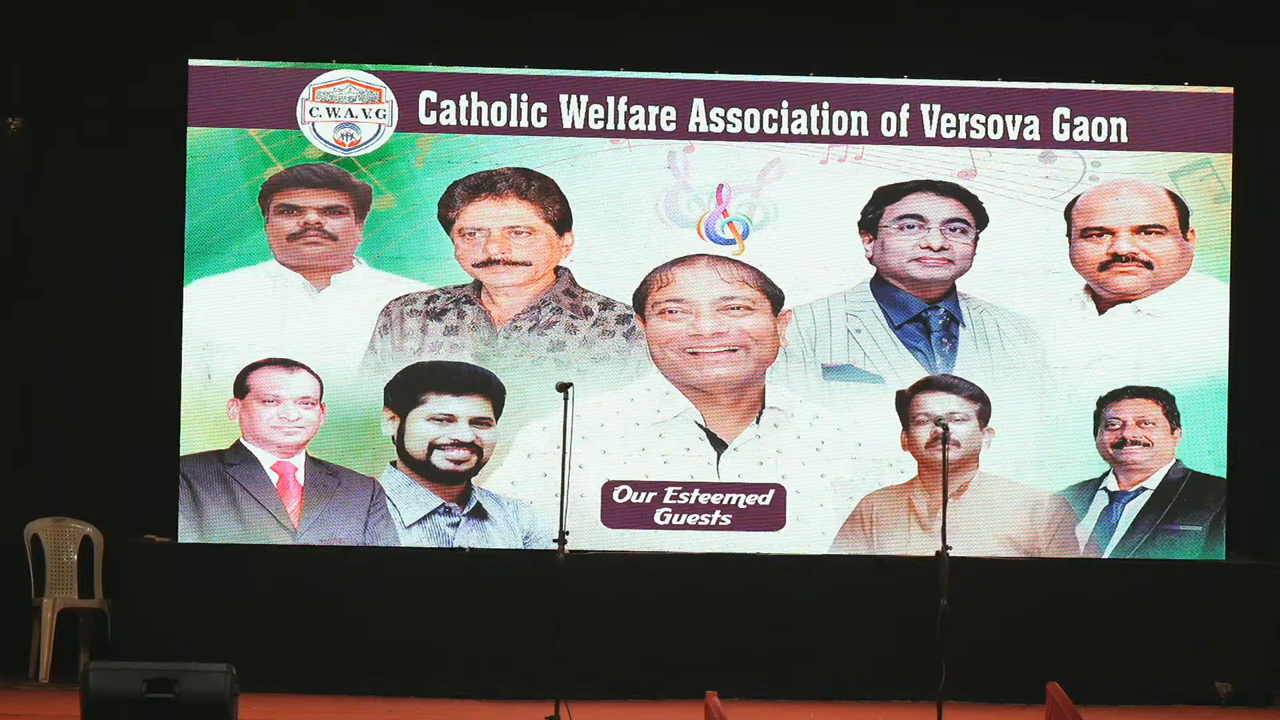 C.W.A.V.G
Catholic Welfare Association of Versova Gaon
Our Esteemed
Guests